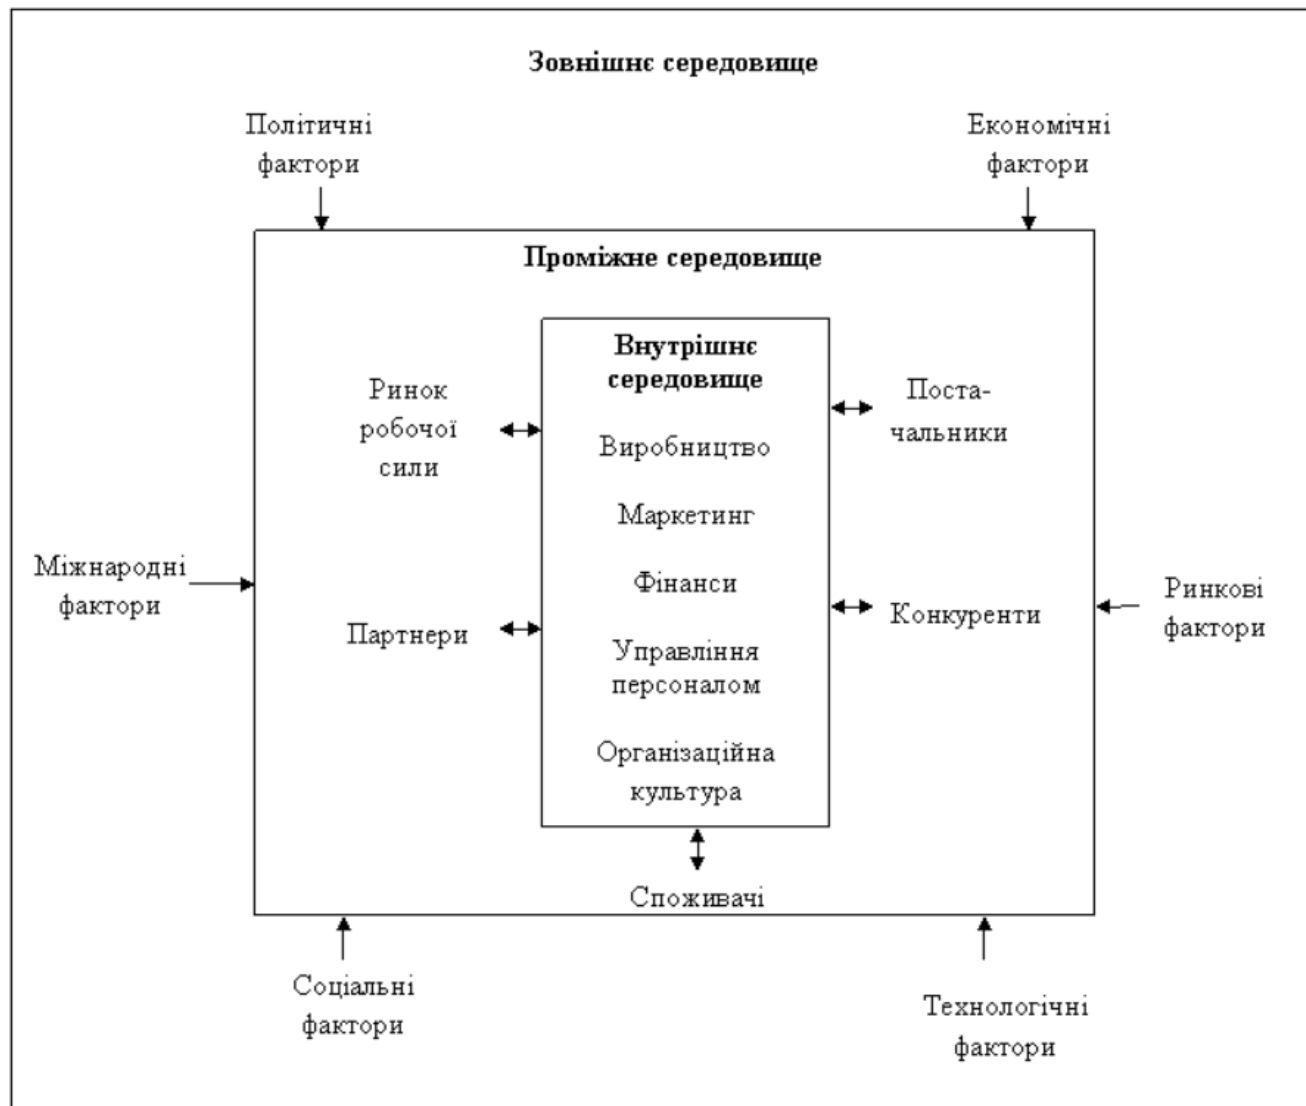 Зовнішнє середовище
Політичні
фактори
Економічні
фактори
Проміжне середовище
Внутрішнє
середовище
Ринок
робочої
сили
Поста-
чальники
Виробництво
Маркетинг
Міжнародні
фактори
Фінанси
Партнери
Конкуренти
Ринкові
фактори
Управління
персоналом
Організаційна
культура
Споживачі
Соціальні
фактори
Технологічні
фактори